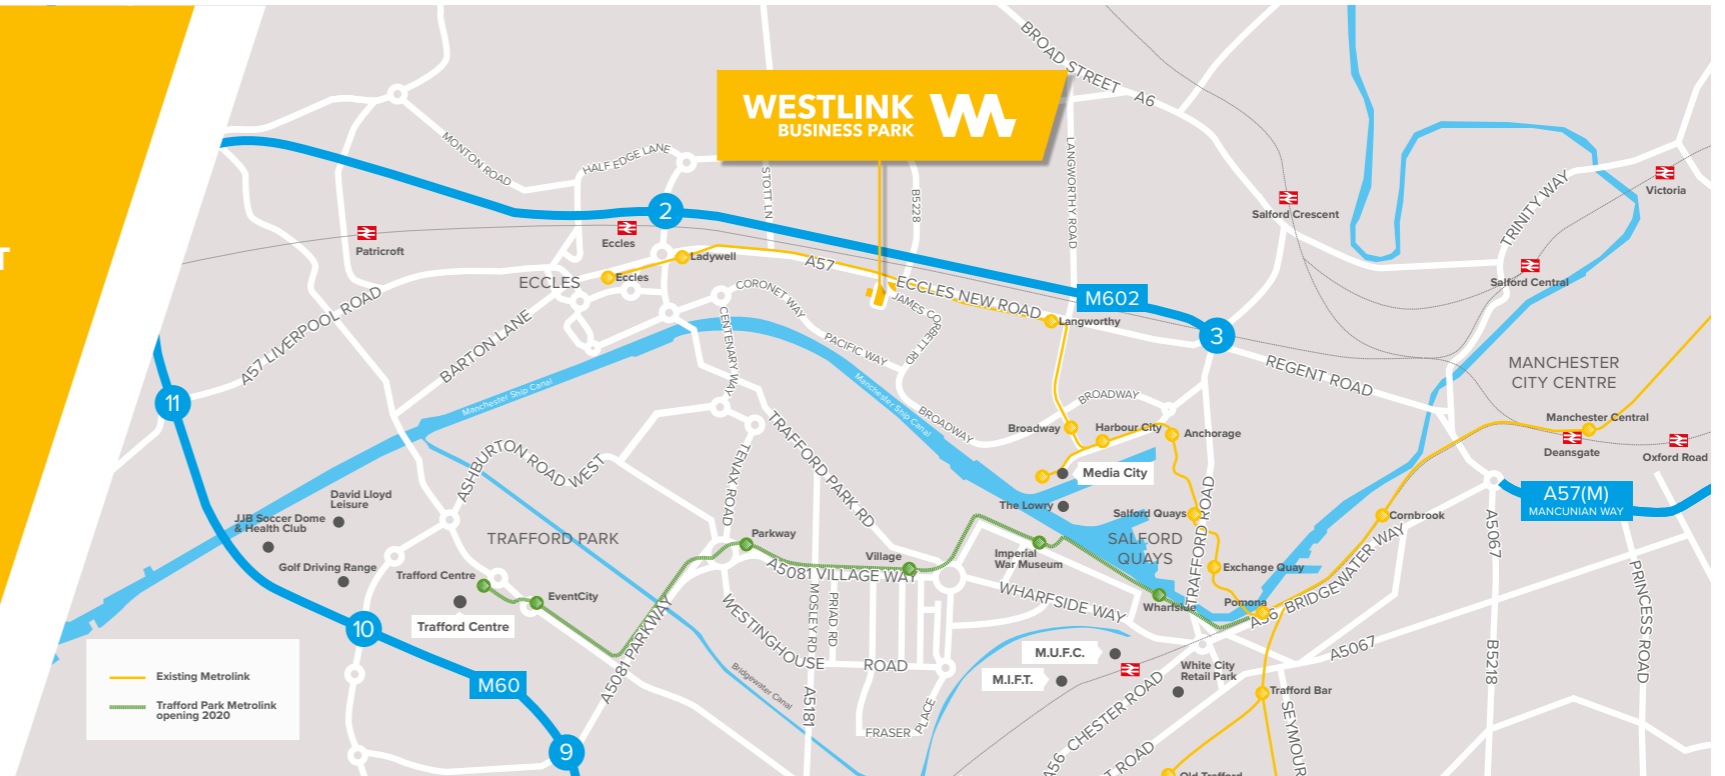 T
WESTLINK
BUSINESS PARK
BROAD STREET
A6
MONTON ROAD
HALF EDGE LANE
STOTT LN
B5228
LANGWORTHY ROAD
TRINITY WAY
Victoria
Salford Crescent
2
Eccles
Patricroft
Ladywell
A57
ECCLES
Eccles
Salford Central
CORONET WAY
ECCLES NEW ROAD
M602
JAMES CORBETT RD
Langworthy
3
A57 LIVERPOOL ROAD
BARTON LANE
CENTENARY WAY
PACIFIC WAY
REGENT ROAD
MANCHESTER
CITY CENTRE
11
Manchester Ship Canal
Manchester Ship Canal
BROADWAY
BROADWAY
Broadway
Harbour City
Anchorage
Manchester Central
Deansgate
Oxford Road
TRAFFORD PARK RD
ASHBURTON ROAD WEST
TENAX ROAD
Media City
A57(M)
MANCUNIAN WAY
David Lloyd
Leisure
JJB Soccer Dome
& Health Club
The Lowry
Salford Quays
TRAFFORD ROAD
Cornbrook
A5067
TRAFFORD PARK
Parkway
Village
Imperial
War Museum
SALFORD
QUAYS
Golf Driving Range
Trafford Centre
EventCity
A5081 VILLAGE WAY
Exchange Quay
BRIDGEWATER WAY
PRINCESS ROAD
Trafford Centre
WHARFSIDE WAY
Wharfside
Pomona
A56
10
A5081 PARKWAY
WESTINGHOUSE
ROAD
MOSLEY RD
PRIAD RD
M.U.F.C.
M.I.F.T.
White City
Retail Park
A5067
B5218
Existing Metrolink
Trafford Park Metrolink
opening 2020
M60
Bridgewater Canal
A5181
FRASER
PLACE
A56 CHESTER ROAD
Trafford Bar
SEYMOUR
9
T ROAD
Old Trafford